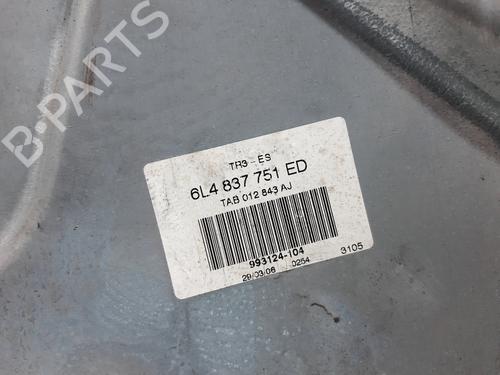 B-PARTS
TR3 - ES
6L4 837 751 ED
TAB 012 843 AJ
993124-104
29/03/06 0254 3105